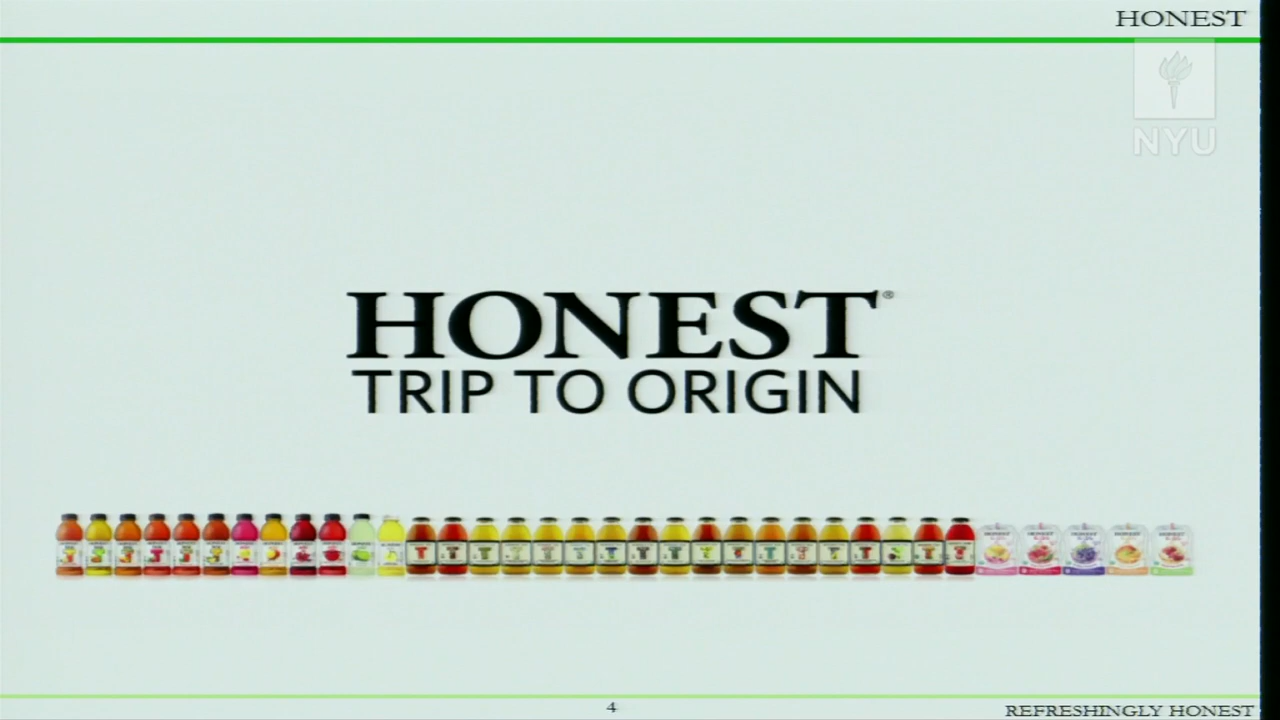 HONEST
NYU
HONEST®
TRIP TO ORIGIN
4
REFRESHINGLY HONEST